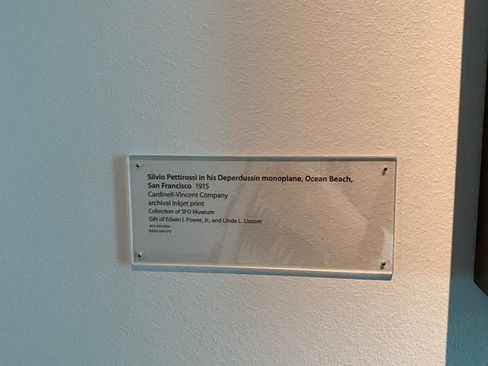 Silvio Pettirossi in his Deperdussin monoplane, Ocean Beach,
San Francisco 1915
Cardinell-Vincent Company
archival inkjet print
Collection of SFO Museum
Gift of Edwin I. Power, Jr., and Linda L. Liscom